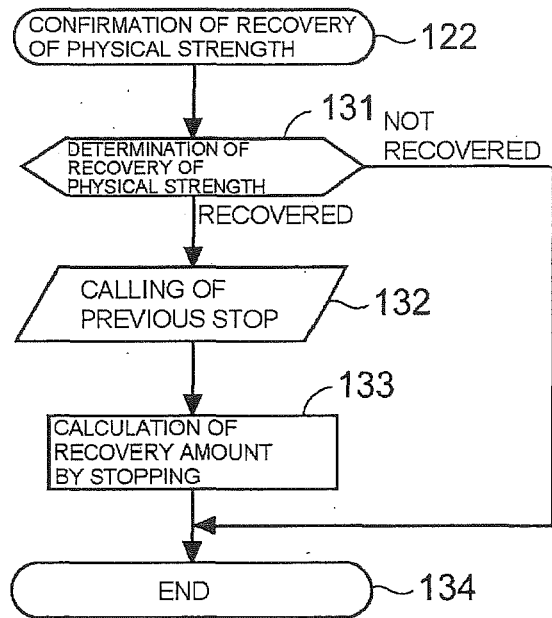 CONFIRMATION OF RECOVERY
OF PHYSICAL STRENGTH
122
131
NOT
RECOVERED
DETERMINATION OF
RECOVERY OF
PHYSICAL STRENGTH
RECOVERED
CALLING OF
PREVIOUS STOP
132
133
CALCULATION OF
RECOVERY AMOUNT
BY STOPPING
END
134